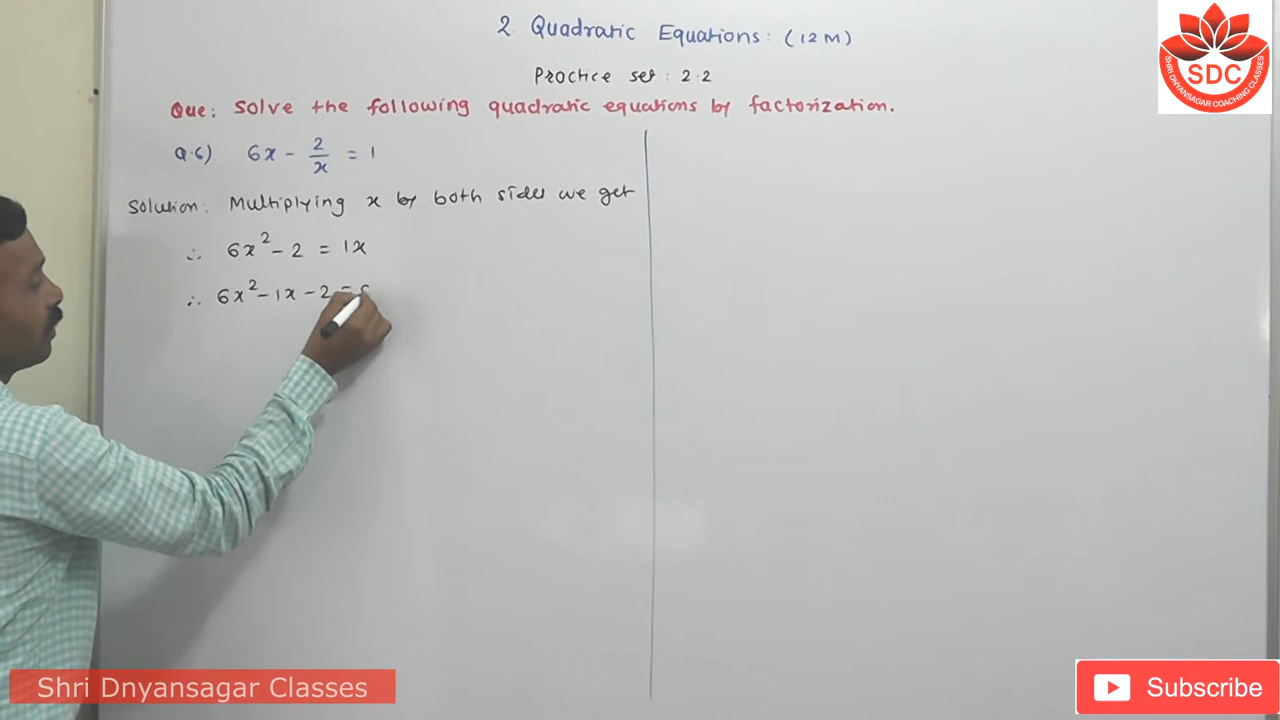 2. Quadratic Equations: (12M)
Practice set: 2.2
Que: Solve the following quadratic equations by factorization.
Q.6) 6x - 2/x = 1
Solution: Multiplying x by both sides we get
∴ 6x² - 2 = 1x
∴ 6x² - 1x - 2 =
SDC
SHRI DNYANSAGAR COACHING CLASSES
Shri Dnyansagar Classes
Subscribe